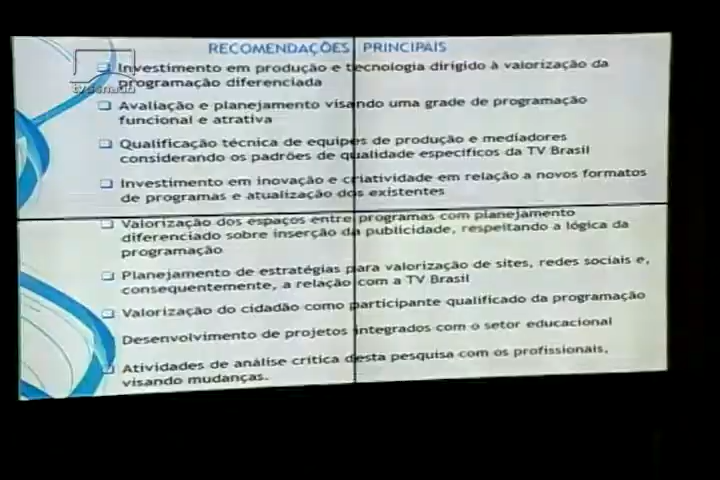 RECOMENDAÇÕES PRINCIPAIS
Investimento em produção e tecnologia dirigido à valorização da
programação diferenciada
tv senado
Avaliação e planejamento visando uma grade de programação
funcional e atrativa
Qualificação técnica de equipes de produção e mediadores
considerando os padrões de qualidade específicos da TV Brasil
Investimento em inovação e criatividade em relação a novos formatos
de programas e atualização dos existentes
Valorização dos espaços entre programas com planejamento
diferenciado sobre inserção da publicidade, respeitando a lógica da
programação
Planejamento de estratégias para valorização de sites, redes sociais e,
consequentemente, a relação com a TV Brasil
Valorização do cidadão como participante qualificado da programação
Desenvolvimento de projetos integrados com o setor educacional
Atividades de análise crítica desta pesquisa com os profissionais,
visando mudanças.